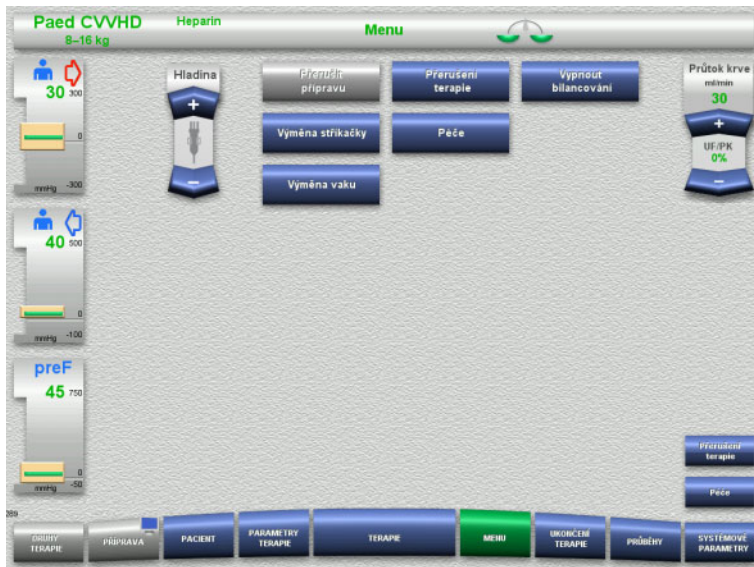 Paed CVVHD
8–16 kg
Heparin
Menu
30
300
0
-300
mmHg
Hladina
+
−
Přerušit
přípravu
Přerušení
terapie
Vypnout
bilancování
Výměna stříkačky
Péče
Výměna vaku
Průtok krve
ml/min
30
+
UF/PK
0%
−
40
500
0
-100
mmHg
preF
45
750
0
-50
mmHg
Přerušení
terapie
Péče
289
DRUHY
TERAPIE
PŘÍPRAVA
PACIENT
PARAMETRY
TERAPIE
TERAPIE
MENU
UKONČENÍ
TERAPIE
PRŮBĚHY
SYSTÉMOVÉ
PARAMETRY